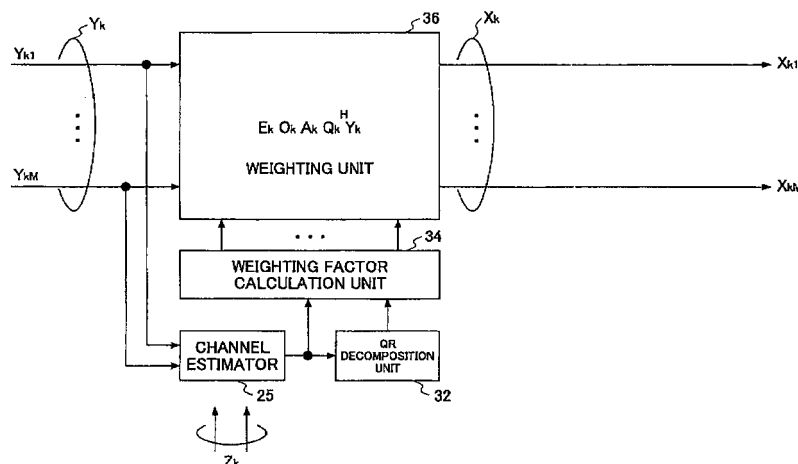 Yk
36
Xk
Yk1
Xk1
Ek Ok Ak Qk^H Yk
WEIGHTING UNIT
YkM
XkM
34
WEIGHTING FACTOR
CALCULATION UNIT
CHANNEL
ESTIMATOR
QR
DECOMPOSITION
UNIT
25
32
Zk